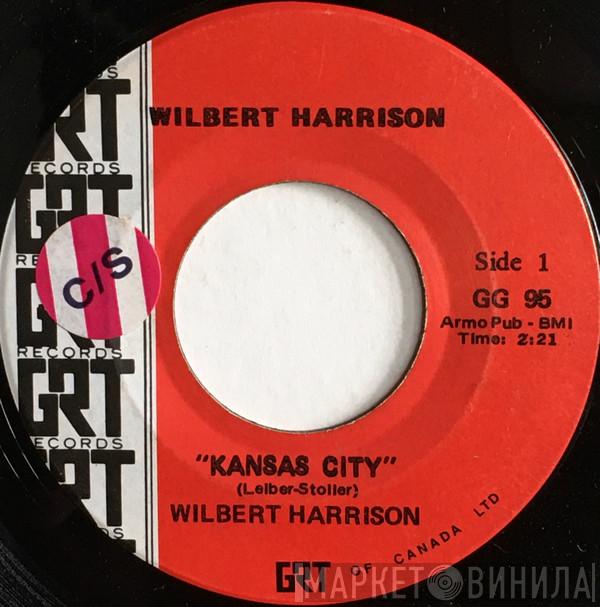 WILBERT HARRISON
RECORDS
GRT
RECORDS
GRT
RECORDS
GRT
RECORDS
GRT
RECORDS
GRT
C/S
Side 1
GG 95
Armo Pub - BMI
Time: 2:21
"KANSAS CITY"
(Leiber-Stoller)
WILBERT HARRISON
GRT OF CANADA LTD
МАРКЕТ ВИНИЛА